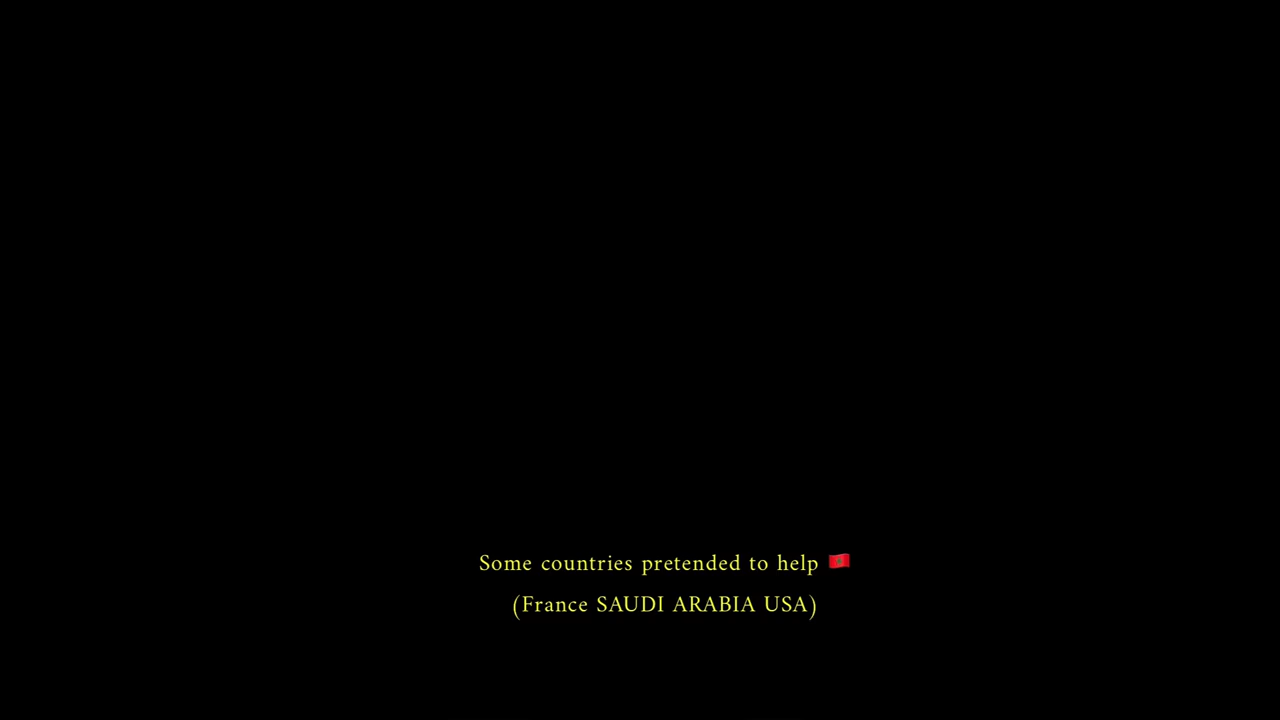 Some countries pretended to help 🇲🇦
(France SAUDI ARABIA USA)